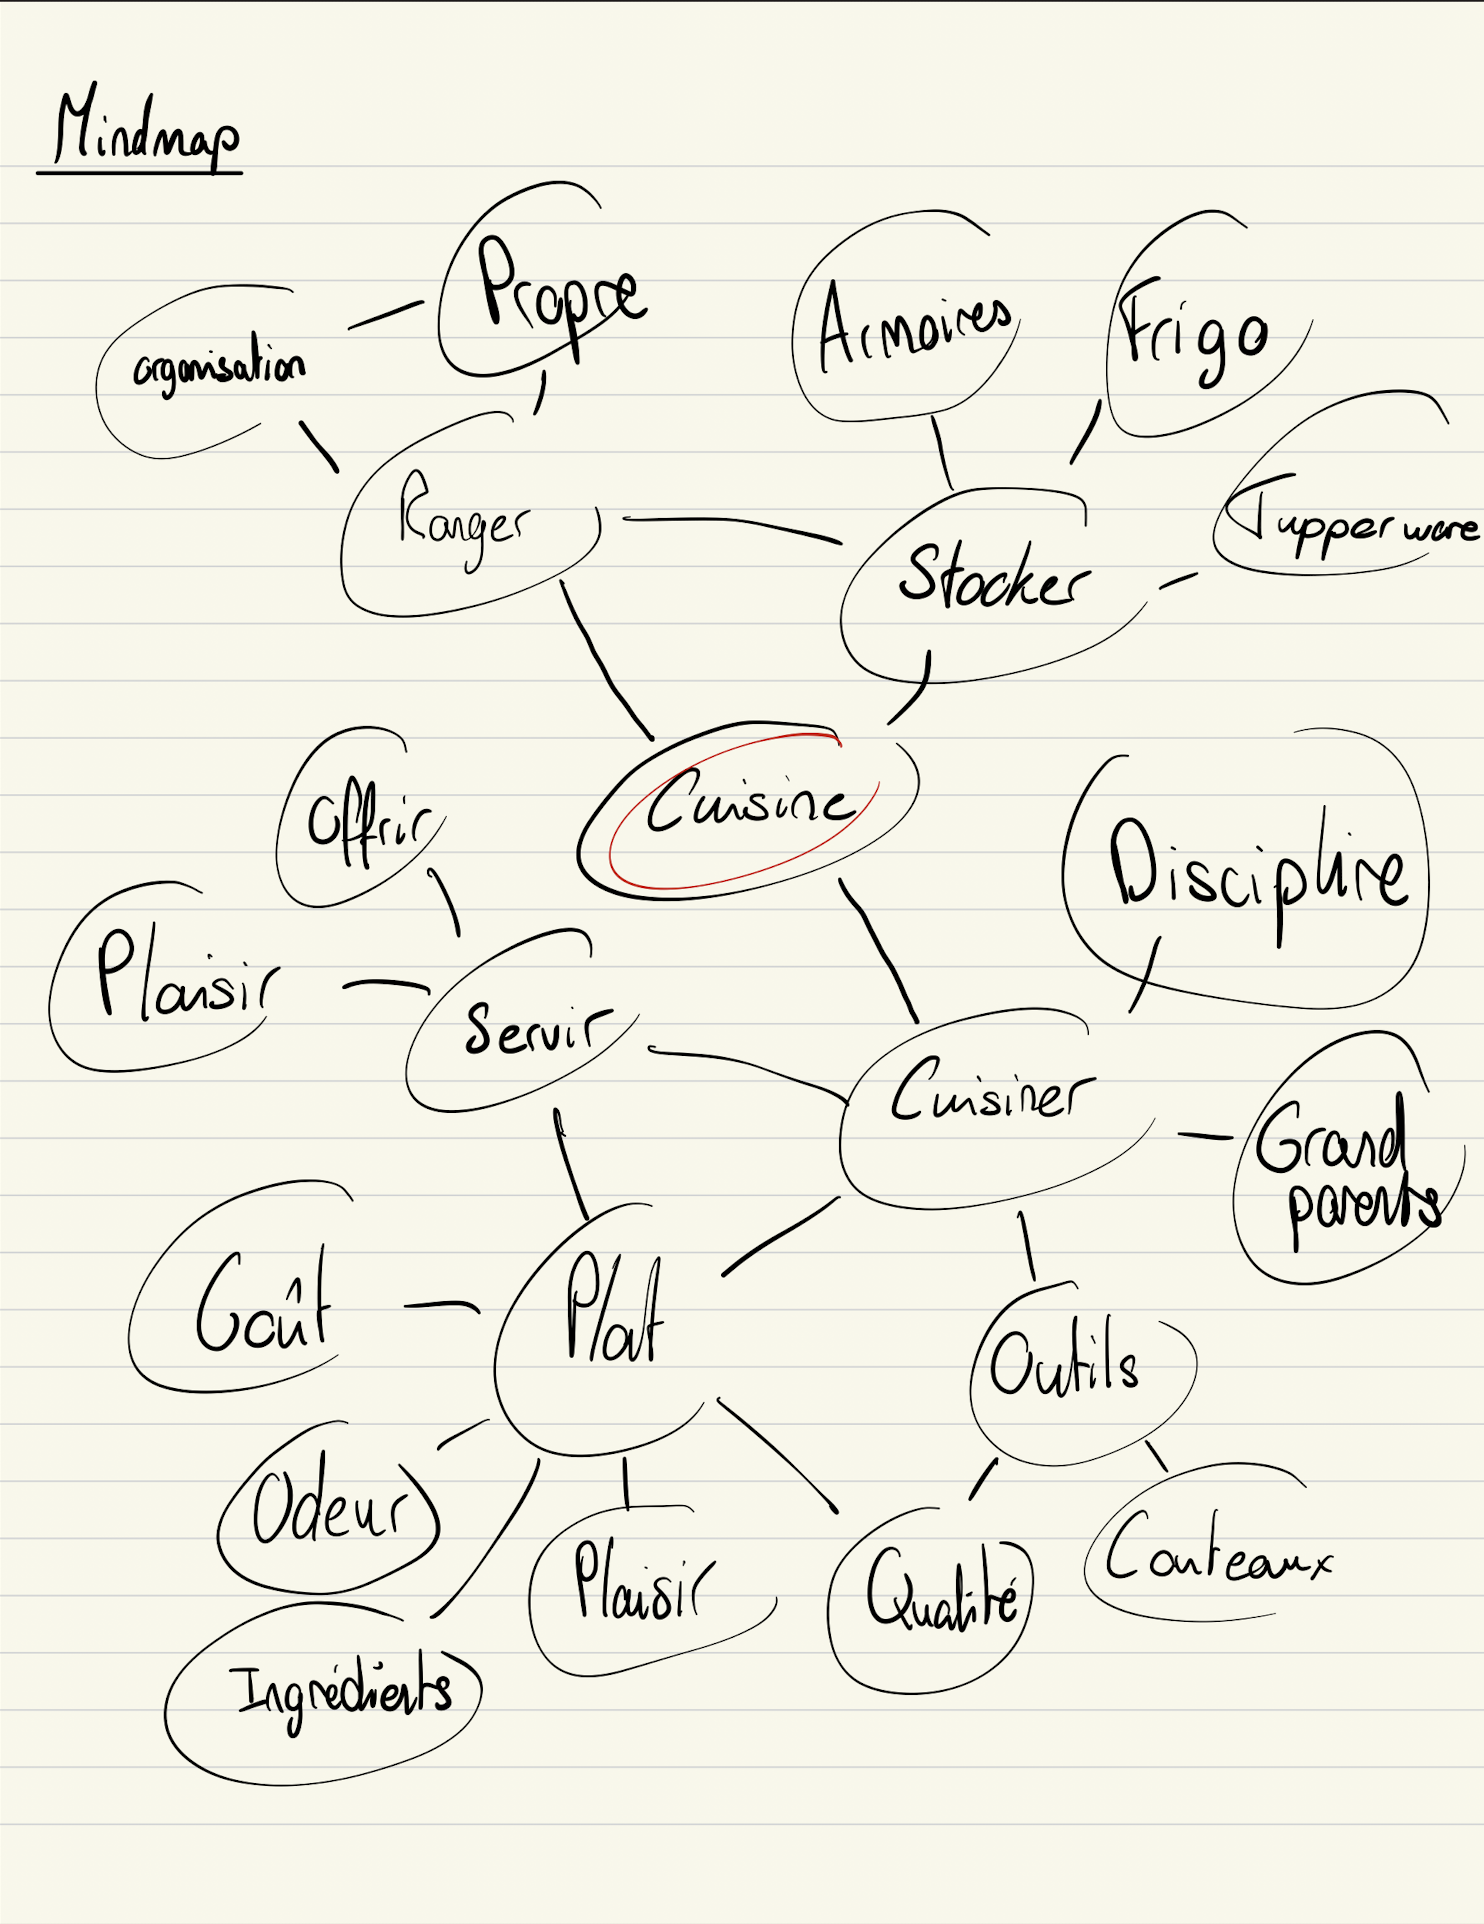 Mindmap
Propre
organisation
Armoires
Frigo
Tupperware
Ranger
Stocker
Cuisine
Offrir
Discipline
Plaisir
Servir
Cuisiner
Grand
parents
Goût
Plat
Outils
Odeur
Plaisir
Qualité
Couteaux
Ingrédients